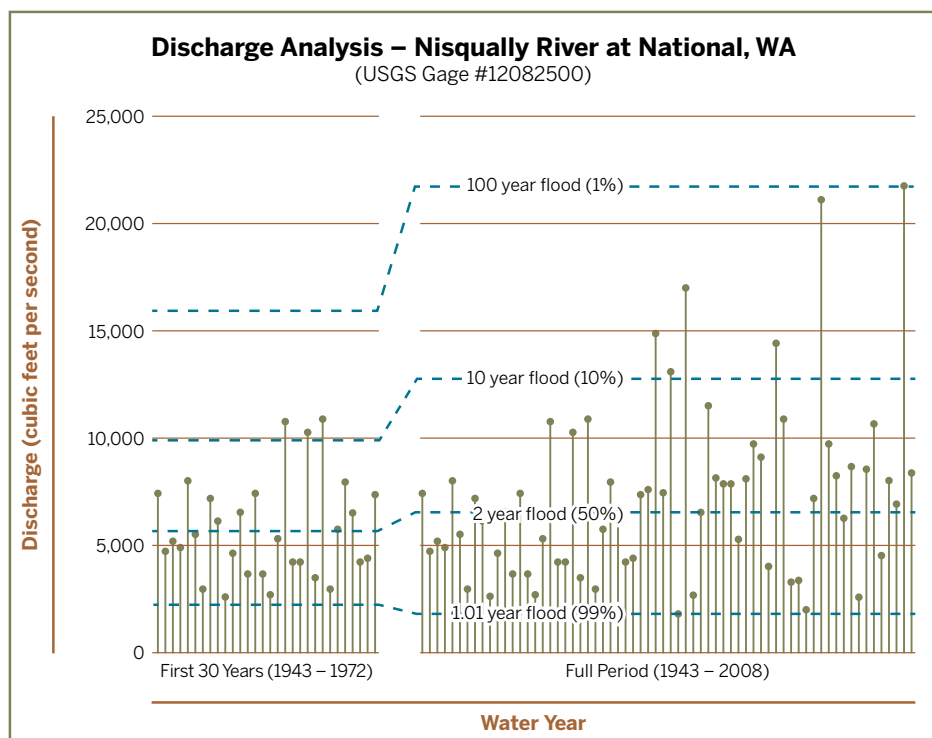 Discharge Analysis – Nisqually River at National, WA
(USGS Gage #12082500)
Discharge (cubic feet per second)
25,000
20,000
15,000
10,000
5,000
0
100 year flood (1%)
10 year flood (10%)
2 year flood (50%)
1.01 year flood (99%)
First 30 Years (1943 – 1972)
Full Period (1943 – 2008)
Water Year